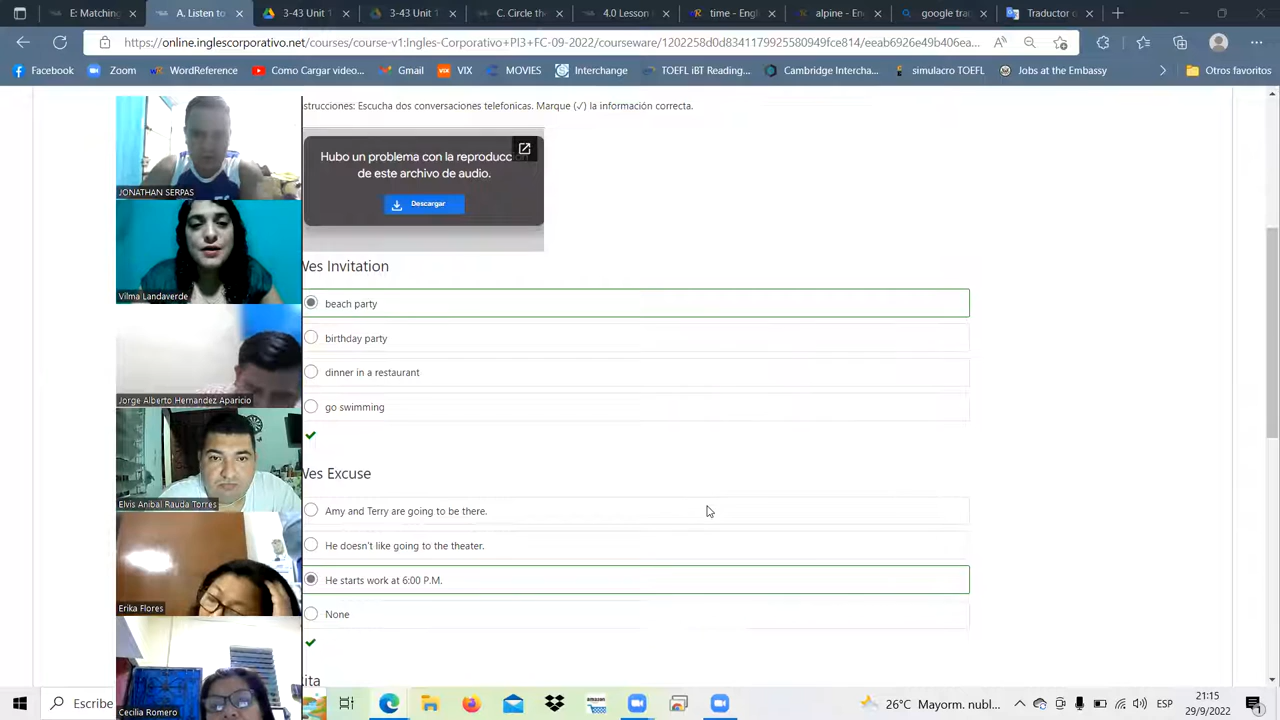 E: Matching
A. Listen to
3-43 Unit 1
3-43 Unit 1
C. Circle th
4.0 Lesson
time - Engl
alpine - En
google tra
Traductor
https://online.inglescorporativo.net/courses/course-v1:Ingles-Corporativo+PI3+FC-09-2022/courseware/1202258d0d8341179925580949fce814/eeab6926e49b406ea...
Facebook
Zoom
WordReference
Como Cargar video...
Gmail
VIX
MOVIES
Interchange
TOEFL iBT Reading...
Cambridge Intercha...
simulacro TOEFL
Jobs at the Embassy
Otros favoritos
strucciones: Escucha dos conversaciones telefonicas. Marque (✓) la información correcta.
Hubo un problema con la reproducc
de este archivo de audio.
Descargar
Wes Invitation
beach party
birthday party
dinner in a restaurant
go swimming
Wes Excuse
Amy and Terry are going to be there.
He doesn't like going to the theater.
He starts work at 6:00 P.M.
None
ita
JONATHAN SERPAS
Vilma Landaverde
Jorge Alberto Hernandez Aparicio
Elvis Anibal Rauda Torres
Erika Flores
Cecilia Romero
Escribe
amazon
26°C Mayorm. nubl...
ESP
21:15
29/9/2022